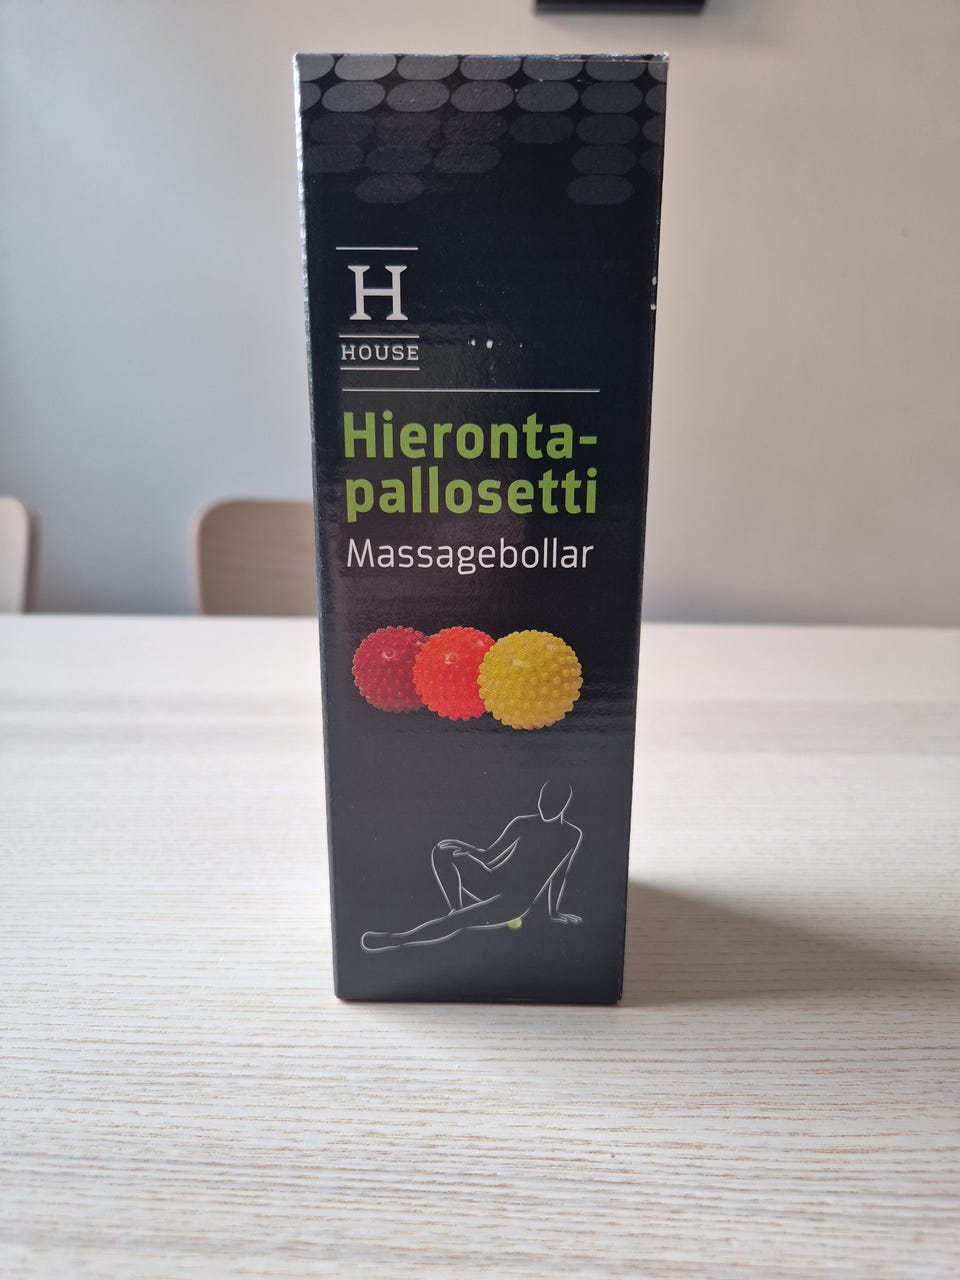 H
HOUSE
Hieronta-
pallosetti
Massagebollar